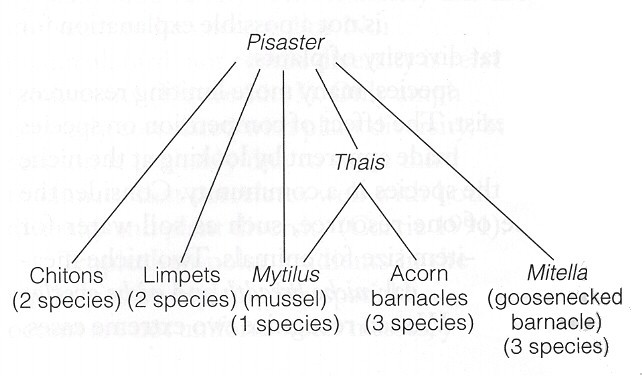 Pisaster
Thais
Chitons
(2 species)
Limpets
(2 species)
Mytilus
(mussel)
(1 species)
Acorn
barnacles
(3 species)
Mitella
(goosenecked
barnacle)
(3 species)